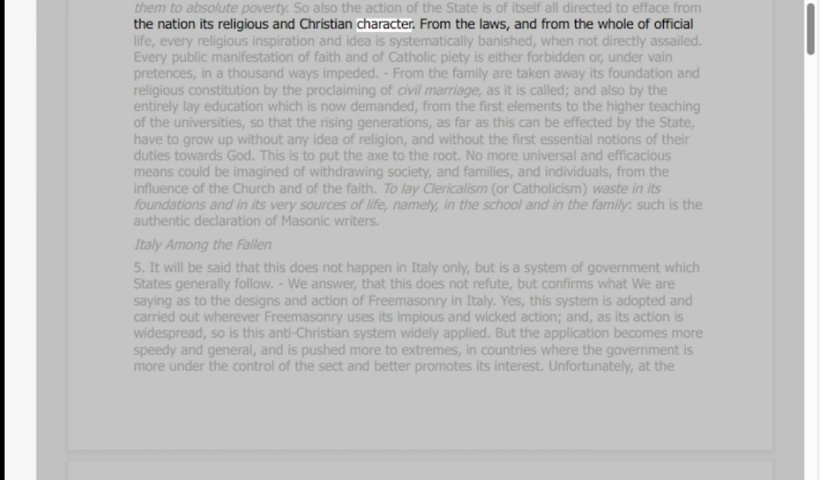 them to absolute poverty. So also the action of the State is of itself all directed to efface from
the nation its religious and Christian character. From the laws, and from the whole of official
life, every religious inspiration and idea is systematically banished, when not directly assailed.
Every public manifestation of faith and of Catholic piety is either forbidden or, under vain
pretences, in a thousand ways impeded. - From the family are taken away its foundation and
religious constitution by the proclaiming of civil marriage, as it is called; and also by the
entirely lay education which is now demanded, from the first elements to the higher teaching
of the universities, so that the rising generations, as far as this can be effected by the State,
have to grow up without any idea of religion, and without the first essential notions of their
duties towards God. This is to put the axe to the root. No more universal and efficacious
means could be imagined of withdrawing society, and families, and individuals, from the
influence of the Church and of the faith. To lay Clericalism (or Catholicism) waste in its
foundations and in its very sources of life, namely, in the school and in the family: such is the
authentic declaration of Masonic writers.
Italy Among the Fallen
5. It will be said that this does not happen in Italy only, but is a system of government which
States generally follow. - We answer, that this does not refute, but confirms what We are
saying as to the designs and action of Freemasonry in Italy. Yes, this system is adopted and
carried out wherever Freemasonry uses its impious and wicked action; and, as its action is
widespread, so is this anti-Christian system widely applied. But the application becomes more
speedy and general, and is pushed more to extremes, in countries where the government is
more under the control of the sect and better promotes its interest. Unfortunately, at the